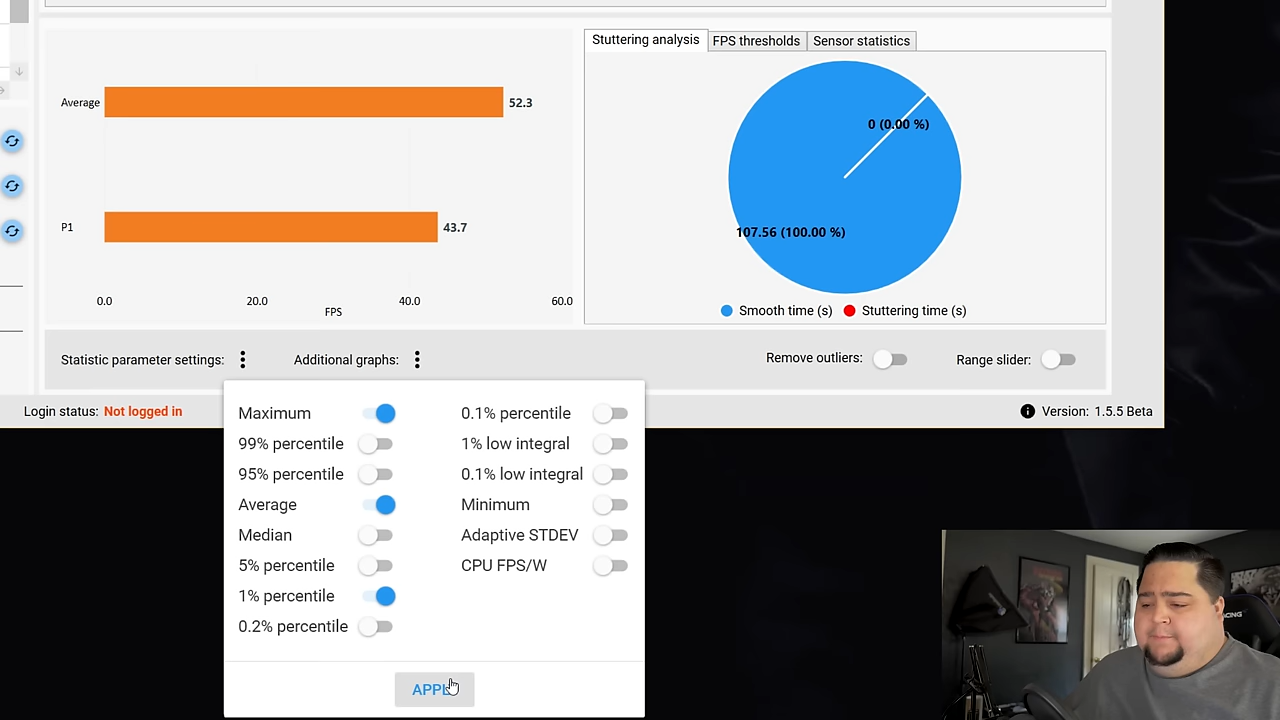 Stuttering analysis FPS thresholds Sensor statistics
Average 52.3
0 (0.00 %)
P1 43.7
107.56 (100.00 %)
0.0 20.0 40.0 60.0
FPS
Smooth time (s) Stuttering time (s)
Statistic parameter settings: Additional graphs: Remove outliers: Range slider:
Login status: Not logged in Version: 1.5.5 Beta
Maximum 0.1% percentile
99% percentile 1% low integral
95% percentile 0.1% low integral
Average Minimum
Median Adaptive STDEV
5% percentile CPU FPS/W
1% percentile
0.2% percentile